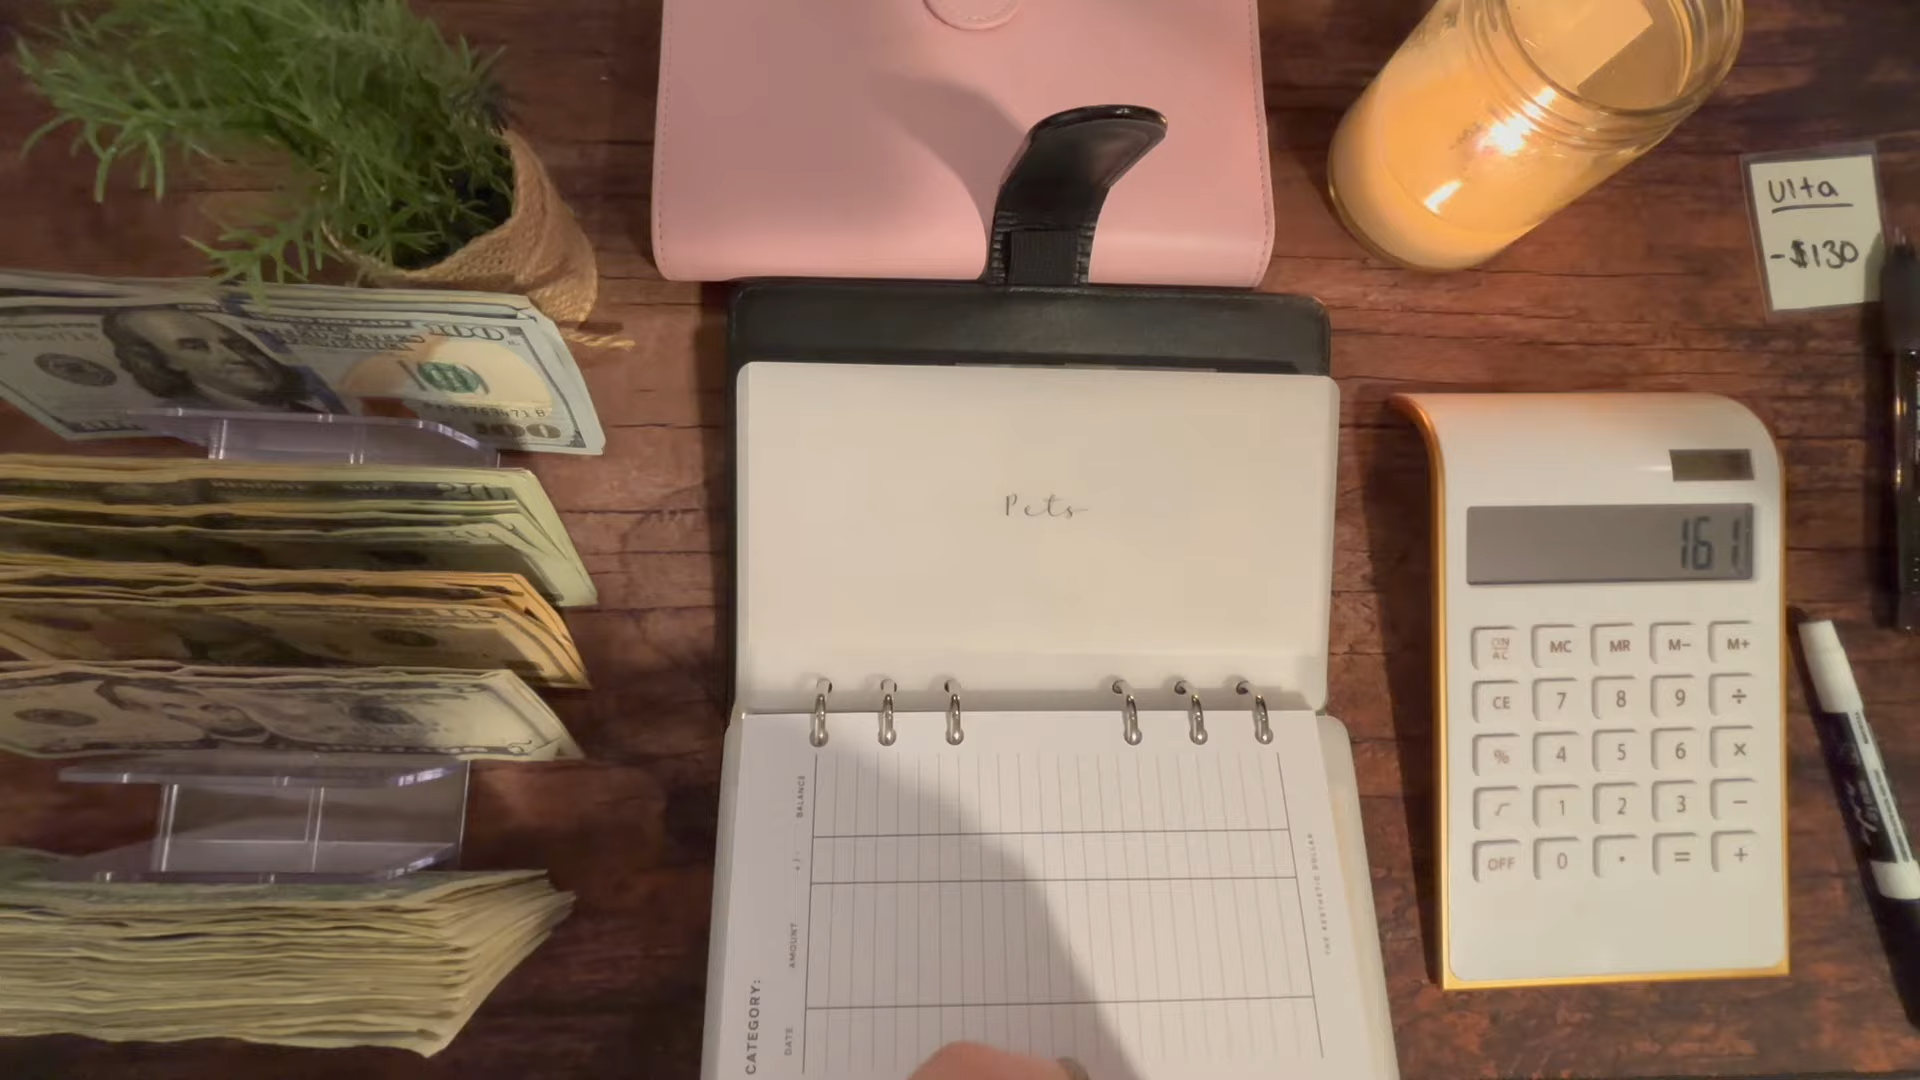 Ulta
-$130
100
Pets
161
ON
AC
MC
MR
M-
M+
CE
7
8
9
÷
%
4
5
6
×
√
1
2
3
-
OFF
0
.
=
+
BALANCE
+/-
AMOUNT
DATE
CATEGORY:
THE AESTHETIC DOLLAR